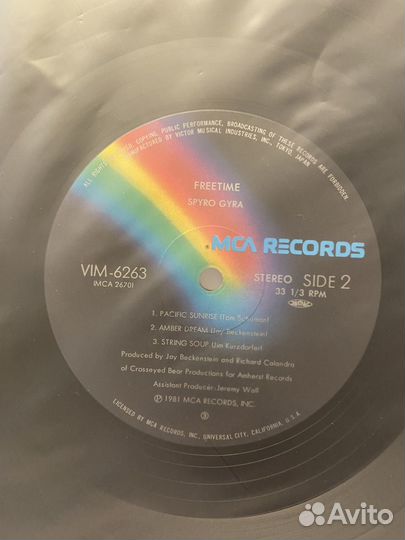 ALL RIGHTS RESERVED. COPYING, PUBLIC PERFORMANCE, BROADCASTING OF THESE RECORDS ARE FORBIDDEN.
MANUFACTURED BY VICTOR MUSICAL INDUSTRIES, INC., TOKYO, JAPAN
FREETIME
SPYRO GYRA
MCA RECORDS
VIM-6263
(MCA 2670)
STEREO SIDE 2
33 1/3 RPM
1. PACIFIC SUNRISE (Tom Schuman)
2. AMBER DREAM (Jay Beckenstein)
3. STRING SOUP (Jim Kurzdorfer)
Produced by Jay Beckenstein and Richard Calandra
of Crosseyed Bear Productions for Amherst Records
Assistant Producer-Jeremy Wall
Ⓟ 1981 MCA RECORDS, INC.
③
LICENSED BY MCA RECORDS, INC., UNIVERSAL CITY, CALIFORNIA, U.S.A.
Avito